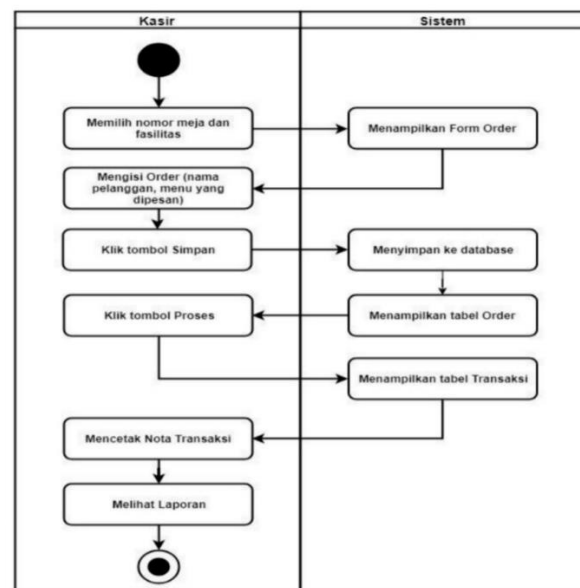 Kasir
Sistem
Memilih nomor meja dan
fasilitas
Menampilkan Form Order
Mengisi Order (nama
pelanggan, menu yang
dipesan)
Klik tombol Simpan
Menyimpan ke database
Menampilkan tabel Order
Klik tombol Proses
Menampilkan tabel Transaksi
Mencetak Nota Transaksi
Melihat Laporan